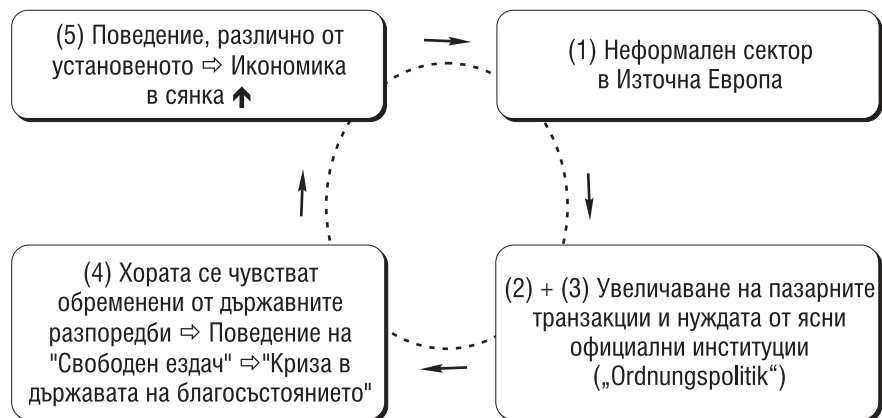 (5) Поведение, различно от
установеното ⇨ Икономика
в сянка 🡱
(1) Неформален сектор
в Източна Европа
(4) Хората се чувстват
обременени от държавните
разпоредби ⇨ Поведение на
"Свободен ездач" ⇨"Криза в
държавата на благосъстоянието"
(2) + (3) Увеличаване на пазарните
транзакции и нуждата от ясни
официални институции
(„Ordnungspolitik“)